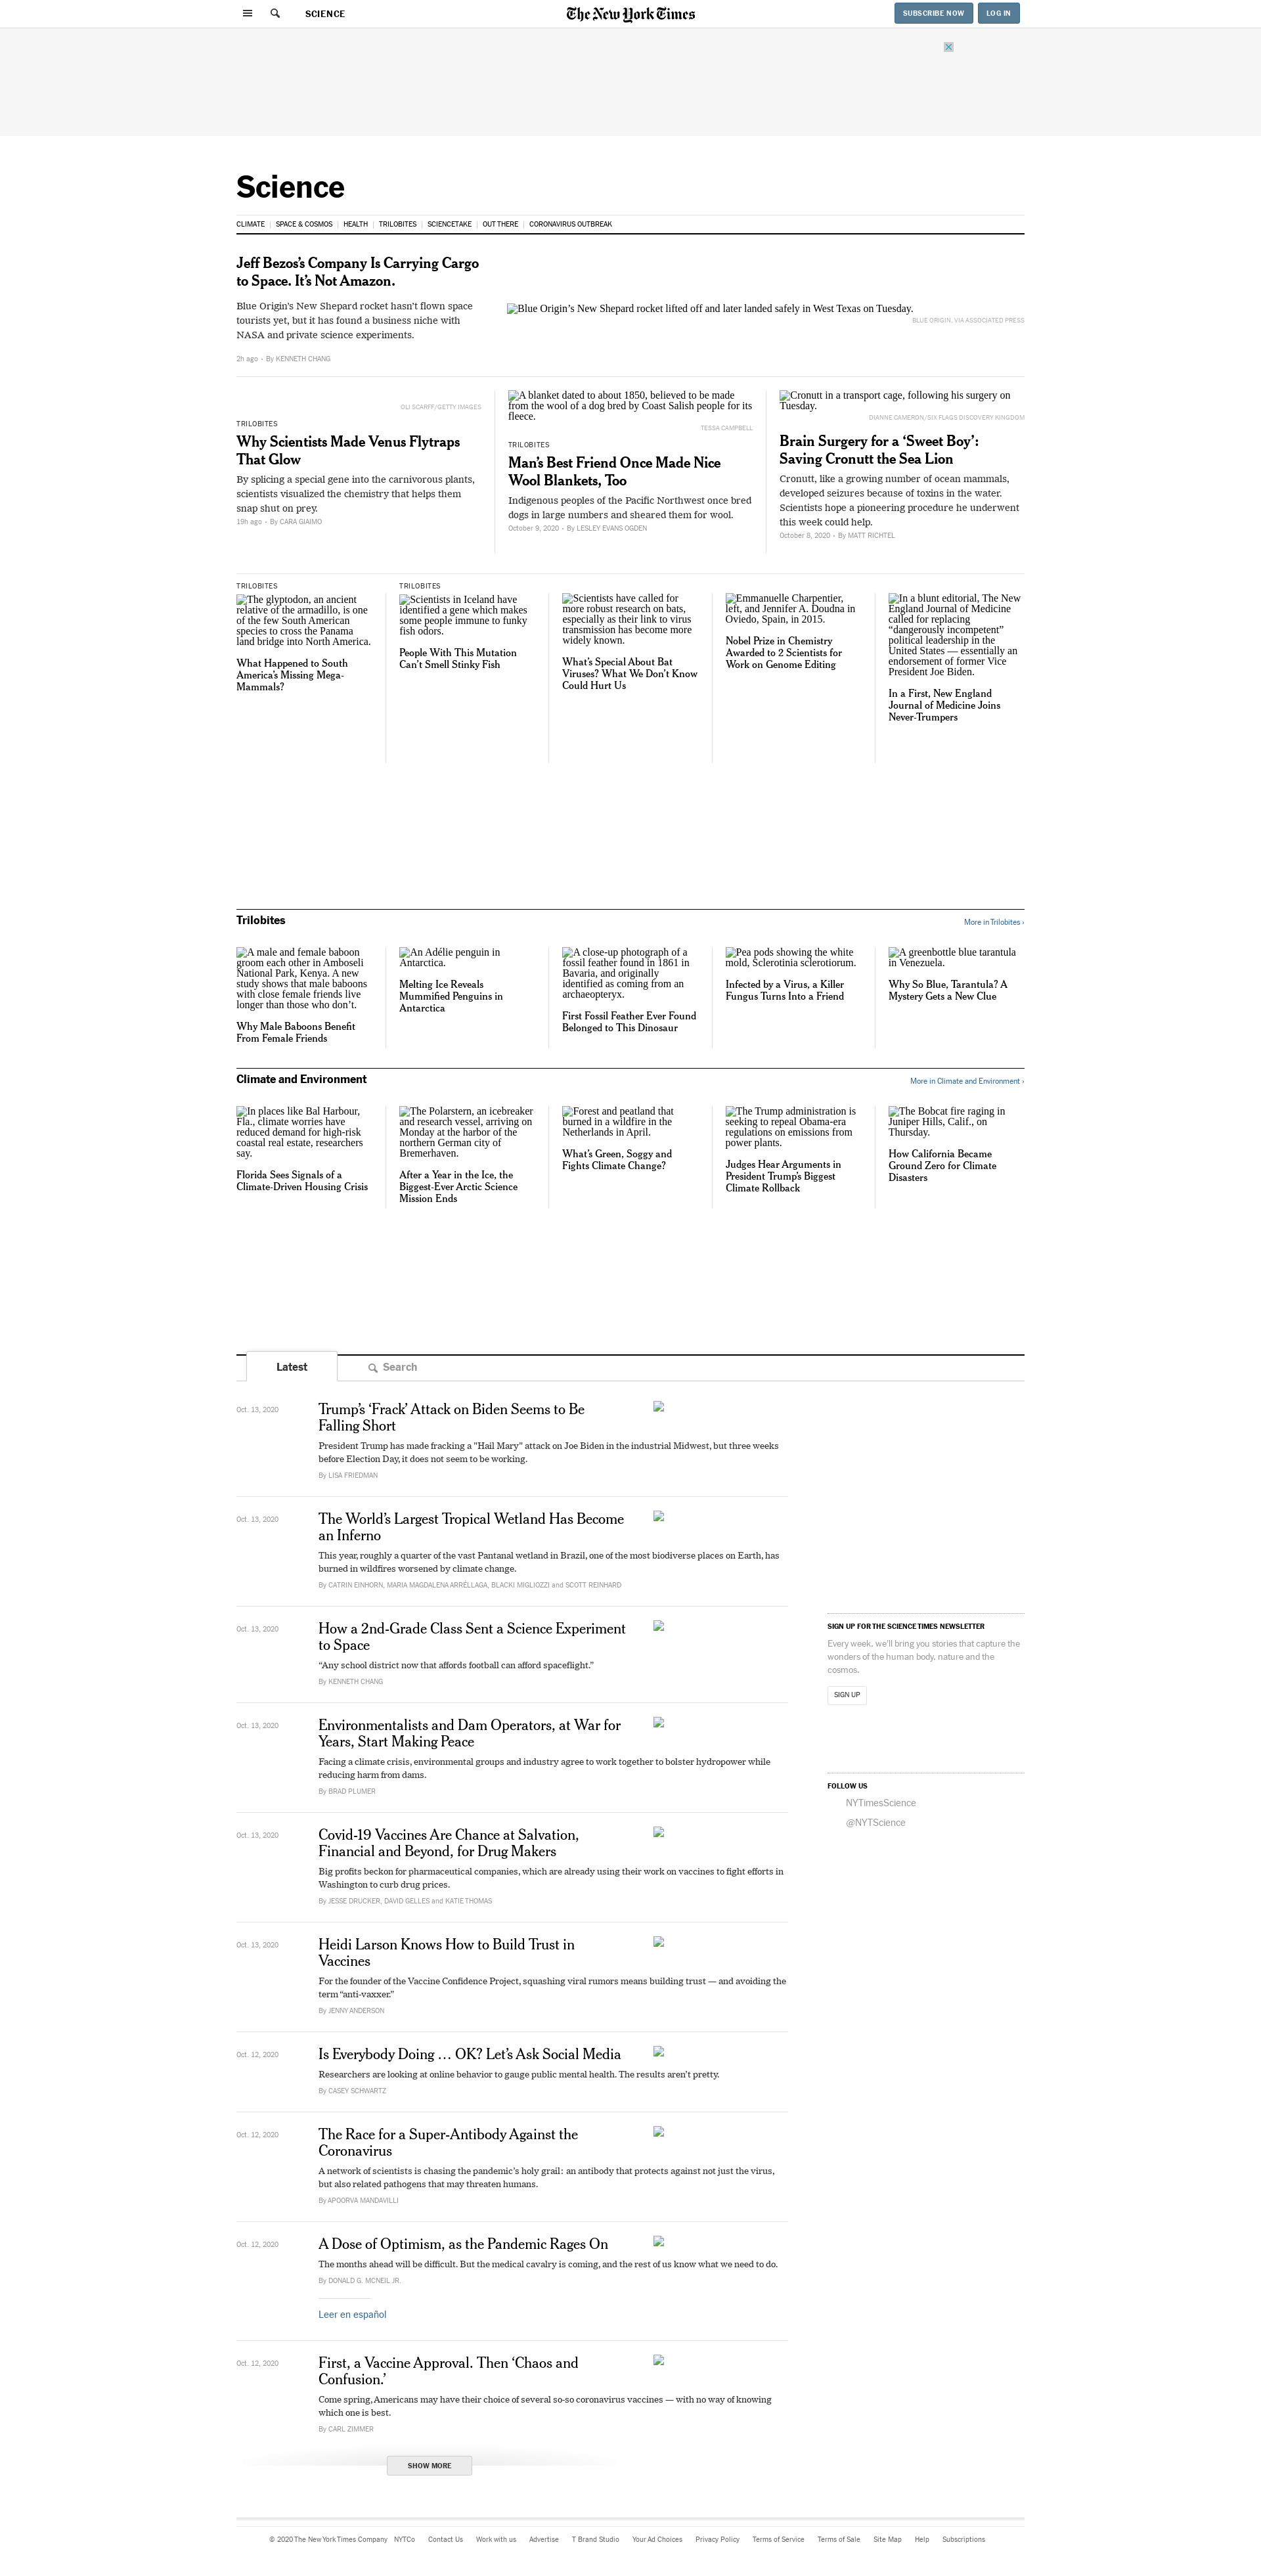 SCIENCE
The New York Times
SUBSCRIBE NOW
LOG IN
Science
CLIMATE | SPACE & COSMOS | HEALTH | TRILOBITES | SCIENCETAKE | OUT THERE | CORONAVIRUS OUTBREAK
Jeff Bezos’s Company Is Carrying Cargo
to Space. It’s Not Amazon.
Blue Origin’s New Shepard rocket hasn’t flown space
tourists yet, but it has found a business niche with
NASA and private science experiments.
2h ago • By KENNETH CHANG
Blue Origin’s New Shepard rocket lifted off and later landed safely in West Texas on Tuesday.
BLUE ORIGIN, VIA ASSOCIATED PRESS
OLI SCARFF/GETTY IMAGES
TRILOBITES
Why Scientists Made Venus Flytraps
That Glow
By splicing a special gene into the carnivorous plants,
scientists visualized the chemistry that helps them
snap shut on prey.
19h ago • By CARA GIAIMO
A blanket dated to about 1850, believed to be made
from the wool of a dog bred by Coast Salish people for its
fleece.
TESSA CAMPBELL
TRILOBITES
Man’s Best Friend Once Made Nice
Wool Blankets, Too
Indigenous peoples of the Pacific Northwest once bred
dogs in large numbers and sheared them for wool.
October 9, 2020 • By LESLEY EVANS OGDEN
Cronutt in a transport cage, following his surgery on
Tuesday.
DIANNE CAMERON/SIX FLAGS DISCOVERY KINGDOM
Brain Surgery for a ‘Sweet Boy’:
Saving Cronutt the Sea Lion
Cronutt, like a growing number of ocean mammals,
developed seizures because of toxins in the water.
Scientists hope a pioneering procedure he underwent
this week could help.
October 8, 2020 • By MATT RICHTEL
TRILOBITES
The glyptodon, an ancient
relative of the armadillo, is one
of the few South American
species to cross the Panama
land bridge into North America.
What Happened to South
America’s Missing Mega-
Mammals?
TRILOBITES
Scientists in Iceland have
identified a gene which makes
some people immune to funky
fish odors.
People With This Mutation
Can’t Smell Stinky Fish
Scientists have called for
more robust research on bats,
especially as their link to virus
transmission has become more
widely known.
What’s Special About Bat
Viruses? What We Don’t Know
Could Hurt Us
Emmanuelle Charpentier,
left, and Jennifer A. Doudna in
Oviedo, Spain, in 2015.
Nobel Prize in Chemistry
Awarded to 2 Scientists for
Work on Genome Editing
In a blunt editorial, The New
England Journal of Medicine
called for replacing
“dangerously incompetent”
political leadership in the
United States — essentially an
endorsement of former Vice
President Joe Biden.
In a First, New England
Journal of Medicine Joins
Never-Trumpers
Trilobites
More in Trilobites ›
A male and female baboon
groom each other in Amboseli
National Park, Kenya. A new
study shows that male baboons
with close female friends live
longer than those who don’t.
Why Male Baboons Benefit
From Female Friends
An Adélie penguin in
Antarctica.
Melting Ice Reveals
Mummified Penguins in
Antarctica
A close-up photograph of a
fossil feather found in 1861 in
Bavaria, and originally
identified as coming from an
archaeopteryx.
First Fossil Feather Ever Found
Belonged to This Dinosaur
Pea pods showing the white
mold, Sclerotinia sclerotiorum.
Infected by a Virus, a Killer
Fungus Turns Into a Friend
A greenbottle blue tarantula
in Venezuela.
Why So Blue, Tarantula? A
Mystery Gets a New Clue
Climate and Environment
More in Climate and Environment ›
In places like Bal Harbour,
Fla., climate worries have
reduced demand for high-risk
coastal real estate, researchers
say.
Florida Sees Signals of a
Climate-Driven Housing Crisis
The Polarstern, an icebreaker
and research vessel, arriving on
Monday at the harbor of the
northern German city of
Bremerhaven.
After a Year in the Ice, the
Biggest-Ever Arctic Science
Mission Ends
Forest and peatland that
burned in a wildfire in the
Netherlands in April.
What’s Green, Soggy and
Fights Climate Change?
The Trump administration is
seeking to repeal Obama-era
regulations on emissions from
power plants.
Judges Hear Arguments in
President Trump’s Biggest
Climate Rollback
The Bobcat fire raging in
Juniper Hills, Calif., on
Thursday.
How California Became
Ground Zero for Climate
Disasters
Latest
Search
Oct. 13, 2020
Trump’s ‘Frack’ Attack on Biden Seems to Be
Falling Short
President Trump has made fracking a "Hail Mary" attack on Joe Biden in the industrial Midwest, but three weeks
before Election Day, it does not seem to be working.
By LISA FRIEDMAN
Oct. 13, 2020
The World’s Largest Tropical Wetland Has Become
an Inferno
This year, roughly a quarter of the vast Pantanal wetland in Brazil, one of the most biodiverse places on Earth, has
burned in wildfires worsened by climate change.
By CATRIN EINHORN, MARIA MAGDALENA ARRÉLLAGA, BLACKI MIGLIOZZI and SCOTT REINHARD
Oct. 13, 2020
How a 2nd-Grade Class Sent a Science Experiment
to Space
“Any school district now that affords football can afford spaceflight.”
By KENNETH CHANG
Oct. 13, 2020
Environmentalists and Dam Operators, at War for
Years, Start Making Peace
Facing a climate crisis, environmental groups and industry agree to work together to bolster hydropower while
reducing harm from dams.
By BRAD PLUMER
Oct. 13, 2020
Covid-19 Vaccines Are Chance at Salvation,
Financial and Beyond, for Drug Makers
Big profits beckon for pharmaceutical companies, which are already using their work on vaccines to fight efforts in
Washington to curb drug prices.
By JESSE DRUCKER, DAVID GELLES and KATIE THOMAS
Oct. 13, 2020
Heidi Larson Knows How to Build Trust in
Vaccines
For the founder of the Vaccine Confidence Project, squashing viral rumors means building trust — and avoiding the
term “anti-vaxxer.”
By JENNY ANDERSON
Oct. 12, 2020
Is Everybody Doing … OK? Let’s Ask Social Media
Researchers are looking at online behavior to gauge public mental health. The results aren’t pretty.
By CASEY SCHWARTZ
Oct. 12, 2020
The Race for a Super-Antibody Against the
Coronavirus
A network of scientists is chasing the pandemic’s holy grail: an antibody that protects against not just the virus,
but also related pathogens that may threaten humans.
By APOORVA MANDAVILLI
Oct. 12, 2020
A Dose of Optimism, as the Pandemic Rages On
The months ahead will be difficult. But the medical cavalry is coming, and the rest of us know what we need to do.
By DONALD G. MCNEIL JR.
Leer en español
Oct. 12, 2020
First, a Vaccine Approval. Then ‘Chaos and
Confusion.’
Come spring, Americans may have their choice of several so-so coronavirus vaccines — with no way of knowing
which one is best.
By CARL ZIMMER
SHOW MORE
SIGN UP FOR THE SCIENCE TIMES NEWSLETTER
Every week, we’ll bring you stories that capture the
wonders of the human body, nature and the
cosmos.
SIGN UP
FOLLOW US
NYTimesScience
@NYTScience
© 2020 The New York Times Company NYTCo Contact Us Work with us Advertise T Brand Studio Your Ad Choices Privacy Policy Terms of Service Terms of Sale Site Map Help Subscriptions